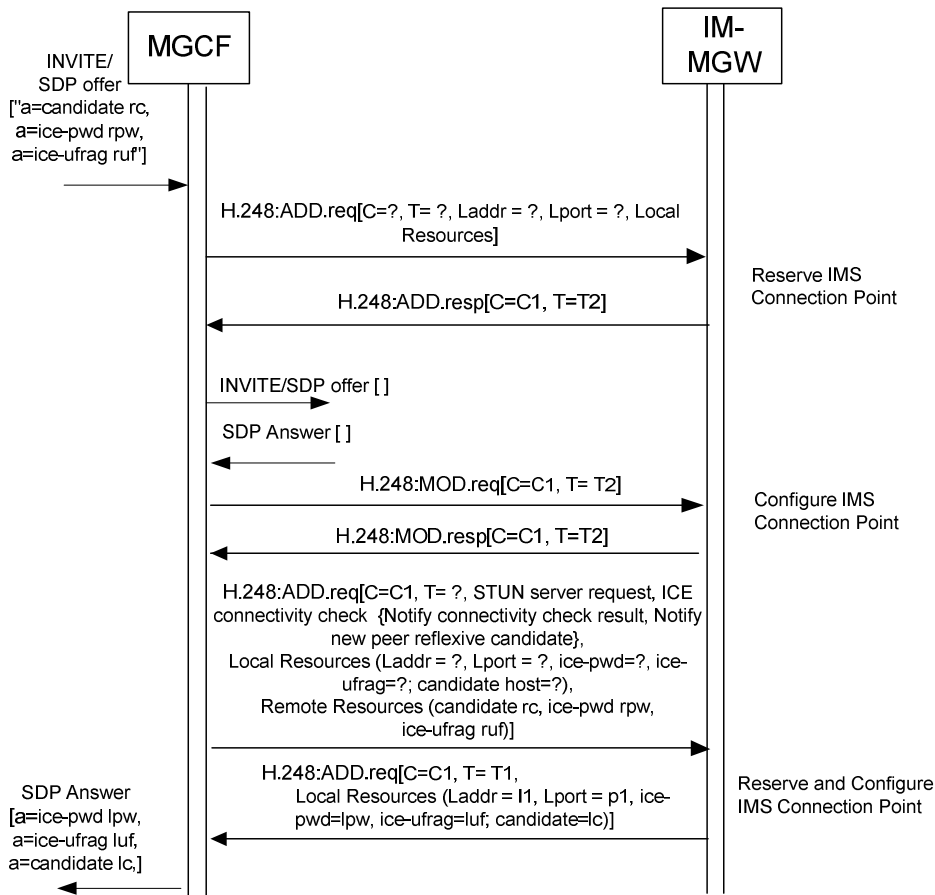 MGCF
IM-
MGW
INVITE/
SDP offer
["a=candidate rc,
a=ice-pwd rpw,
a=ice-ufrag ruf"]
H.248:ADD.req[C=?, T= ?, Laddr = ?, Lport = ?, Local
Resources]
Reserve IMS
Connection Point
H.248:ADD.resp[C=C1, T=T2]
INVITE/SDP offer [ ]
SDP Answer [ ]
H.248:MOD.req[C=C1, T= T2]
Configure IMS
Connection Point
H.248:MOD.resp[C=C1, T=T2]
H.248:ADD.req[C=C1, T= ?, STUN server request, ICE
connectivity check {Notify connectivity check result, Notify
new peer reflexive candidate},
Local Resources (Laddr = ?, Lport = ?, ice-pwd=?, ice-
ufrag=?; candidate host=?),
Remote Resources (candidate rc, ice-pwd rpw,
ice-ufrag ruf)]
H.248:ADD.req[C=C1, T= T1,
Local Resources (Laddr = l1, Lport = p1, ice-
pwd=lpw, ice-ufrag=luf; candidate=lc)]
Reserve and Configure
IMS Connection Point
SDP Answer
[a=ice-pwd lpw,
a=ice-ufrag luf,
a=candidate lc,]